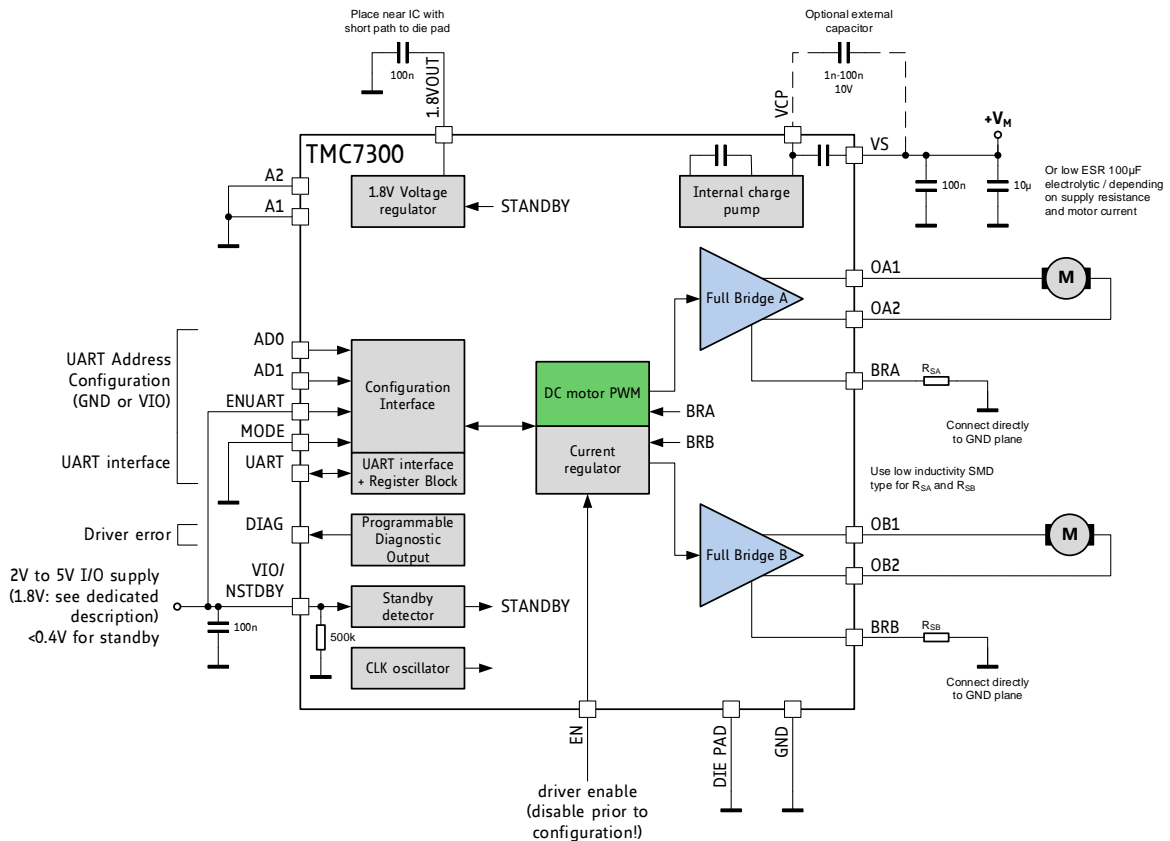 Place near IC with
short path to die pad
100n
1.8VOUT
Optional external
capacitor
1n-100n
10V
VCP
+VM
VS
TMC7300
A2
A1
1.8V Voltage
regulator
STANDBY
Internal charge
pump
100n
10µ
Or low ESR 100µF
electrolytic / depending
on supply resistance
and motor current
Full Bridge A
OA1
M
OA2
UART Address
Configuration
(GND or VIO)
UART interface
AD0
AD1
ENUART
MODE
UART
Configuration
Interface
UART interface
+ Register Block
DC motor PWM
BRA
BRB
Current
regulator
BRA
RSA
Connect directly
to GND plane
Use low inductivity SMD
type for RSA and RSB
Driver error
DIAG
Programmable
Diagnostic
Output
Full Bridge B
OB1
M
OB2
2V to 5V I/O supply
(1.8V: see dedicated
description)
<0.4V for standby
VIO/
NSTDBY
100n
500k
Standby
detector
STANDBY
CLK oscillator
BRB
RSB
Connect directly
to GND plane
EN
DIE PAD
GND
driver enable
(disable prior to
configuration!)